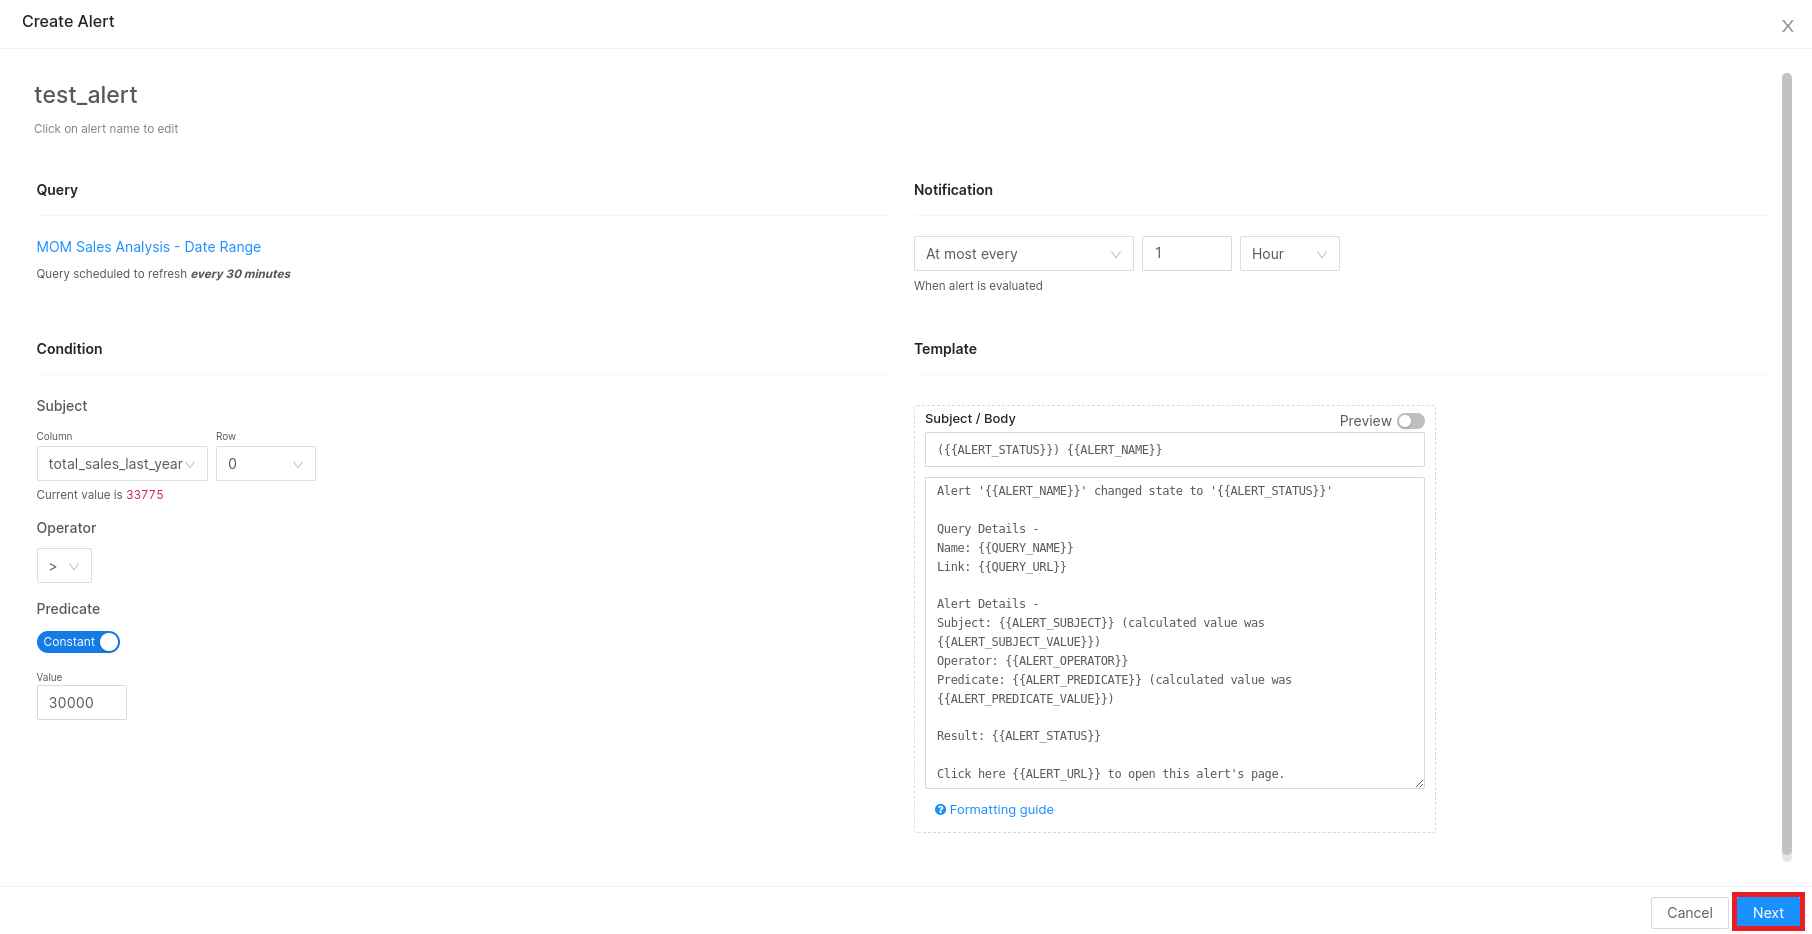 Create Alert
test_alert
Click on alert name to edit
Query
MOM Sales Analysis - Date Range
Query scheduled to refresh every 30 minutes
Notification
At most every 1 Hour
When alert is evaluated
Condition
Subject
Column Row
total_sales_last_year 0
Current value is 33775
Operator
>
Predicate
Constant
Value
30000
Template
Subject / Body Preview
({{ALERT_STATUS}}) {{ALERT_NAME}}
Alert '{{ALERT_NAME}}' changed state to '{{ALERT_STATUS}}'
Query Details -
Name: {{QUERY_NAME}}
Link: {{QUERY_URL}}
Alert Details -
Subject: {{ALERT_SUBJECT}} (calculated value was
{{ALERT_SUBJECT_VALUE}})
Operator: {{ALERT_OPERATOR}}
Predicate: {{ALERT_PREDICATE}} (calculated value was
{{ALERT_PREDICATE_VALUE}})
Result: {{ALERT_STATUS}}
Click here {{ALERT_URL}} to open this alert's page.
Formatting guide
Cancel Next